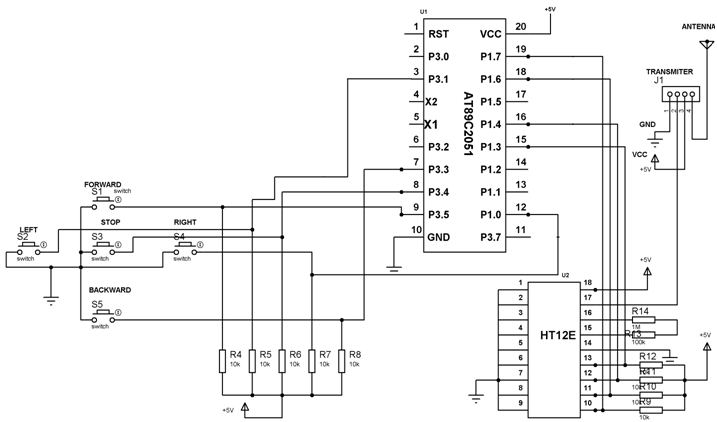 U1
+5V
ANTENNA
1 RST VCC 20
2 P3.0 P1.7 19
3 P3.1 P1.6 18
4 X2 P1.5 17
5 X1 P1.4 16
6 P3.2 P1.3 15
7 P3.3 P1.2 14
8 P3.4 P1.1 13
9 P3.5 P1.0 12
10 GND P3.7 11
AT89C2051
TRANSMITER
J1
1 2 3 4
GND
VCC
+5V
FORWARD
S1
switch
LEFT
S2
switch
STOP
S3
switch
RIGHT
S4
switch
BACKWARD
S5
switch
R4
10k
R5
10k
R6
10k
R7
10k
R8
10k
+5V
U2
HT12E
1 18
2 17
3 16
4 15
5 14
6 13
7 12
8 11
9 10
+5V
R14
1M
R13
100k
R12
R11
R10
R9
10k
+5V